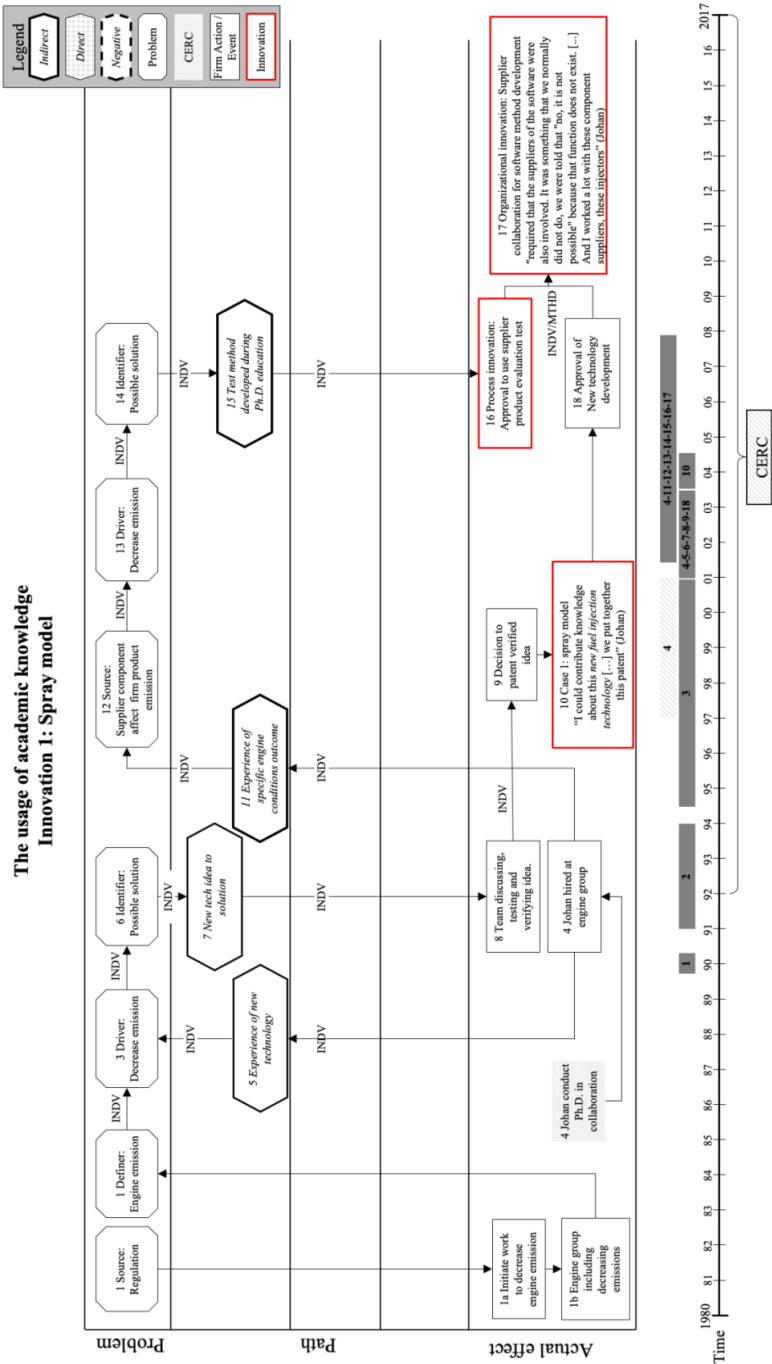 The usage of academic knowledge
Innovation 1: Spray model
Legend
Indirect
Direct
Negative
Problem
CERC
Firm Action /
Event
Innovation
Problem
1 Source:
Regulation
1 Definer:
Engine emission
INDV
3 Driver:
Decrease emission
INDV
6 Identifier:
Possible solution
12 Source:
Supplier component
affect firm product
emission
INDV
13 Driver:
Decrease emission
INDV
14 Identifier:
Possible solution
INDV
INDV
INDV
INDV
Path
5 Experience of new
technology
7 New tech idea to
solution
11 Experience of
specific engine
conditions outcome
15 Test method
developed during
Ph.D. education
INDV
INDV
INDV
INDV
Actual effect
1a Initiate work
to decrease
engine emission
1b Engine group
including
decreasing
emissions
4 Johan conduct
Ph.D. in
collaboration
8 Team discussing,
testing and
verifying idea.
4 Johan hired at
engine group
INDV
9 Decision to
patent verified
idea
10 Case 1: spray model
"I could contribute knowledge
about this new fuel injection
technology [...] we put together
this patent" (Johan)
16 Process innovation:
Approval to use supplier
product evaluation test
18 Approval of
New technology
development
INDV/MTHD
17 Organizational innovation: Supplier
collaboration for software method development
"required that the suppliers of the software were
also involved. It was something that we normally
did not do, we were told that "no, it is not
possible" because that function does not exist. [...]
And I worked a lot with these component
suppliers, these injectors" (Johan)
4-11-12-13-14-15-16-17
1
2
3
4
4-5-6-7-8-9-18
10
Time
1980 81 82 83 84 85 86 87 88 89 90 91 92 93 94 95 96 97 98 99 00 01 02 03 04 05 06 07 08 09 10 11 12 13 14 15 16 2017
CERC